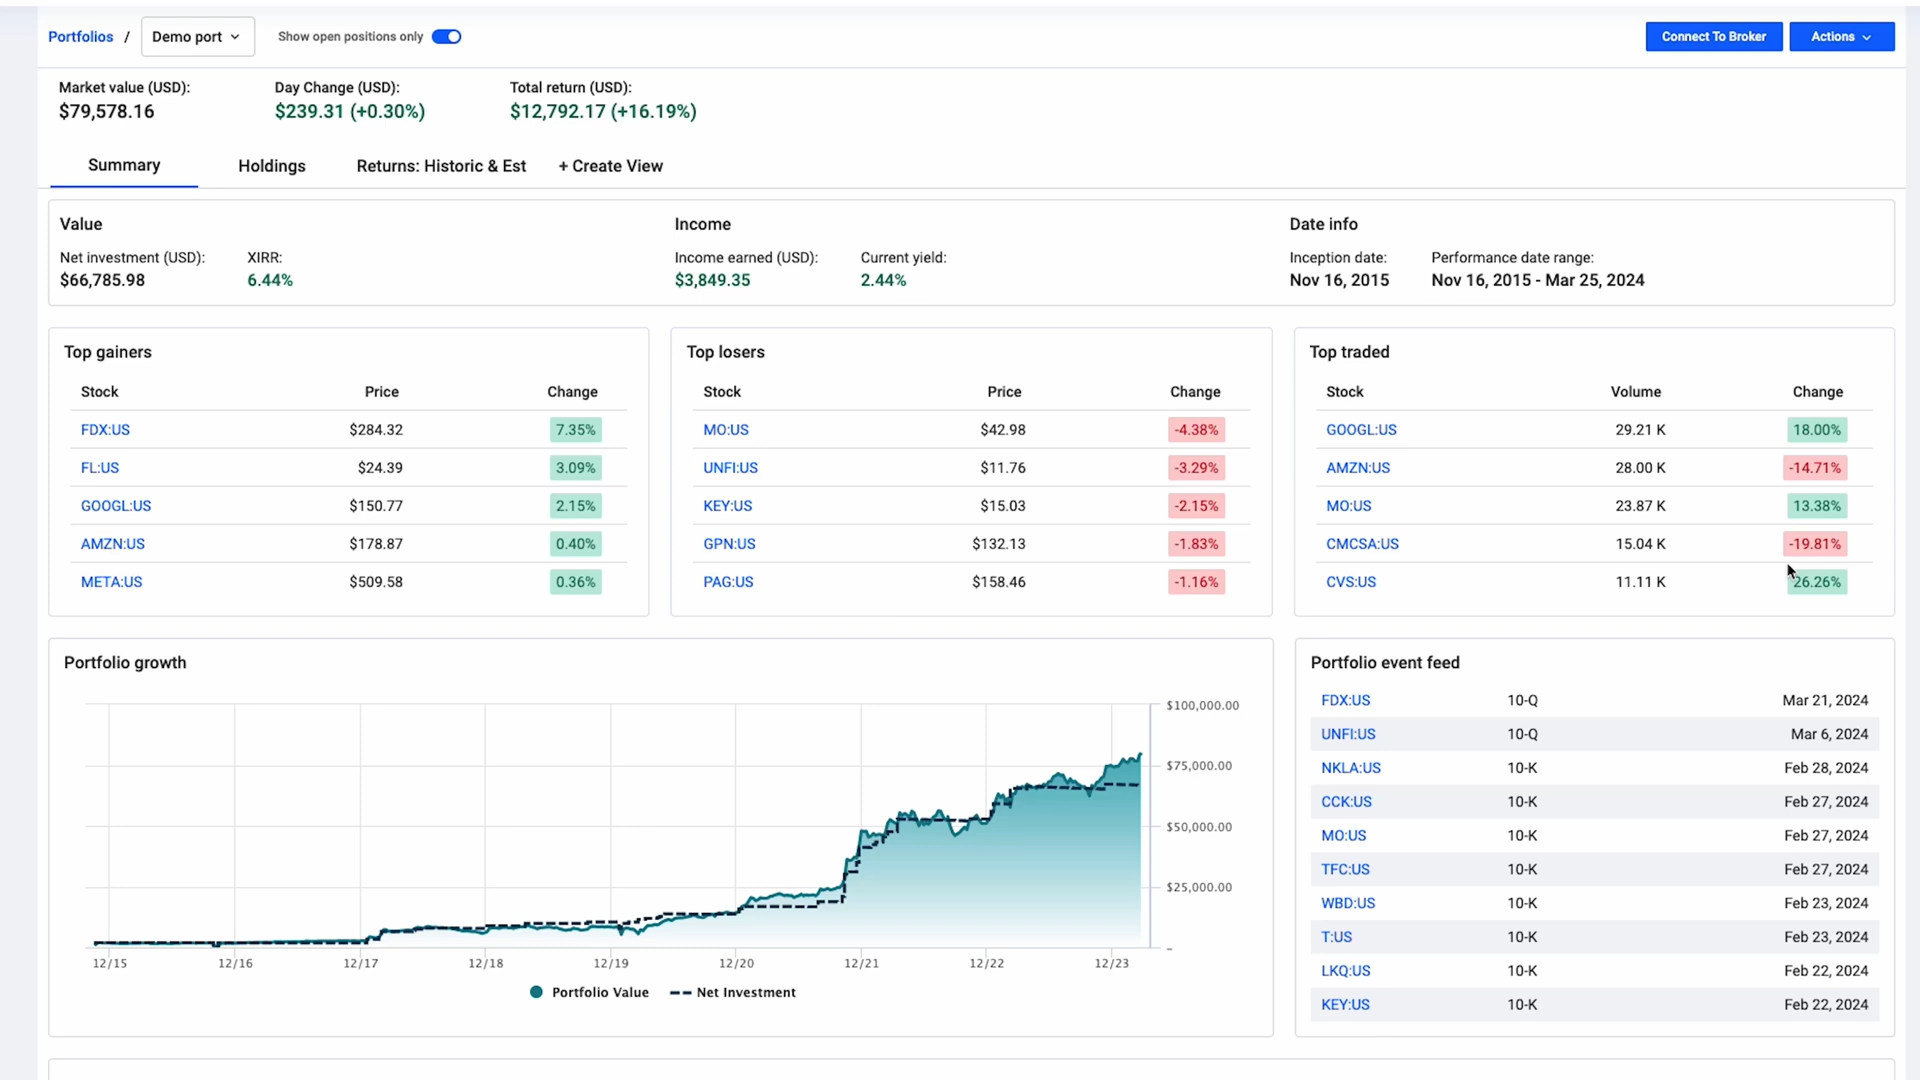 Portfolios / Demo port Show open positions only Connect To Broker Actions
Market value (USD): Day Change (USD): Total return (USD):
$79,578.16 $239.31 (+0.30%) $12,792.17 (+16.19%)
Summary Holdings Returns: Historic & Est + Create View
Value
Net investment (USD): XIRR:
$66,785.98 6.44%
Income
Income earned (USD): Current yield:
$3,849.35 2.44%
Date info
Inception date: Performance date range:
Nov 16, 2015 Nov 16, 2015 - Mar 25, 2024
Top gainers
Stock Price Change
FDX:US $284.32 7.35%
FL:US $24.39 3.09%
GOOGL:US $150.77 2.15%
AMZN:US $178.87 0.40%
META:US $509.58 0.36%
Top losers
Stock Price Change
MO:US $42.98 -4.38%
UNFI:US $11.76 -3.29%
KEY:US $15.03 -2.15%
GPN:US $132.13 -1.83%
PAG:US $158.46 -1.16%
Top traded
Stock Volume Change
GOOGL:US 29.21 K 18.00%
AMZN:US 28.00 K -14.71%
MO:US 23.87 K 13.38%
CMCSA:US 15.04 K -19.81%
CVS:US 11.11 K 26.26%
Portfolio growth
$100,000.00
$75,000.00
$50,000.00
$25,000.00
-
12/15 12/16 12/17 12/18 12/19 12/20 12/21 12/22 12/23
Portfolio Value Net Investment
Portfolio event feed
FDX:US 10-Q Mar 21, 2024
UNFI:US 10-Q Mar 6, 2024
NKLA:US 10-K Feb 28, 2024
CCK:US 10-K Feb 27, 2024
MO:US 10-K Feb 27, 2024
TFC:US 10-K Feb 27, 2024
WBD:US 10-K Feb 23, 2024
T:US 10-K Feb 23, 2024
LKQ:US 10-K Feb 22, 2024
KEY:US 10-K Feb 22, 2024